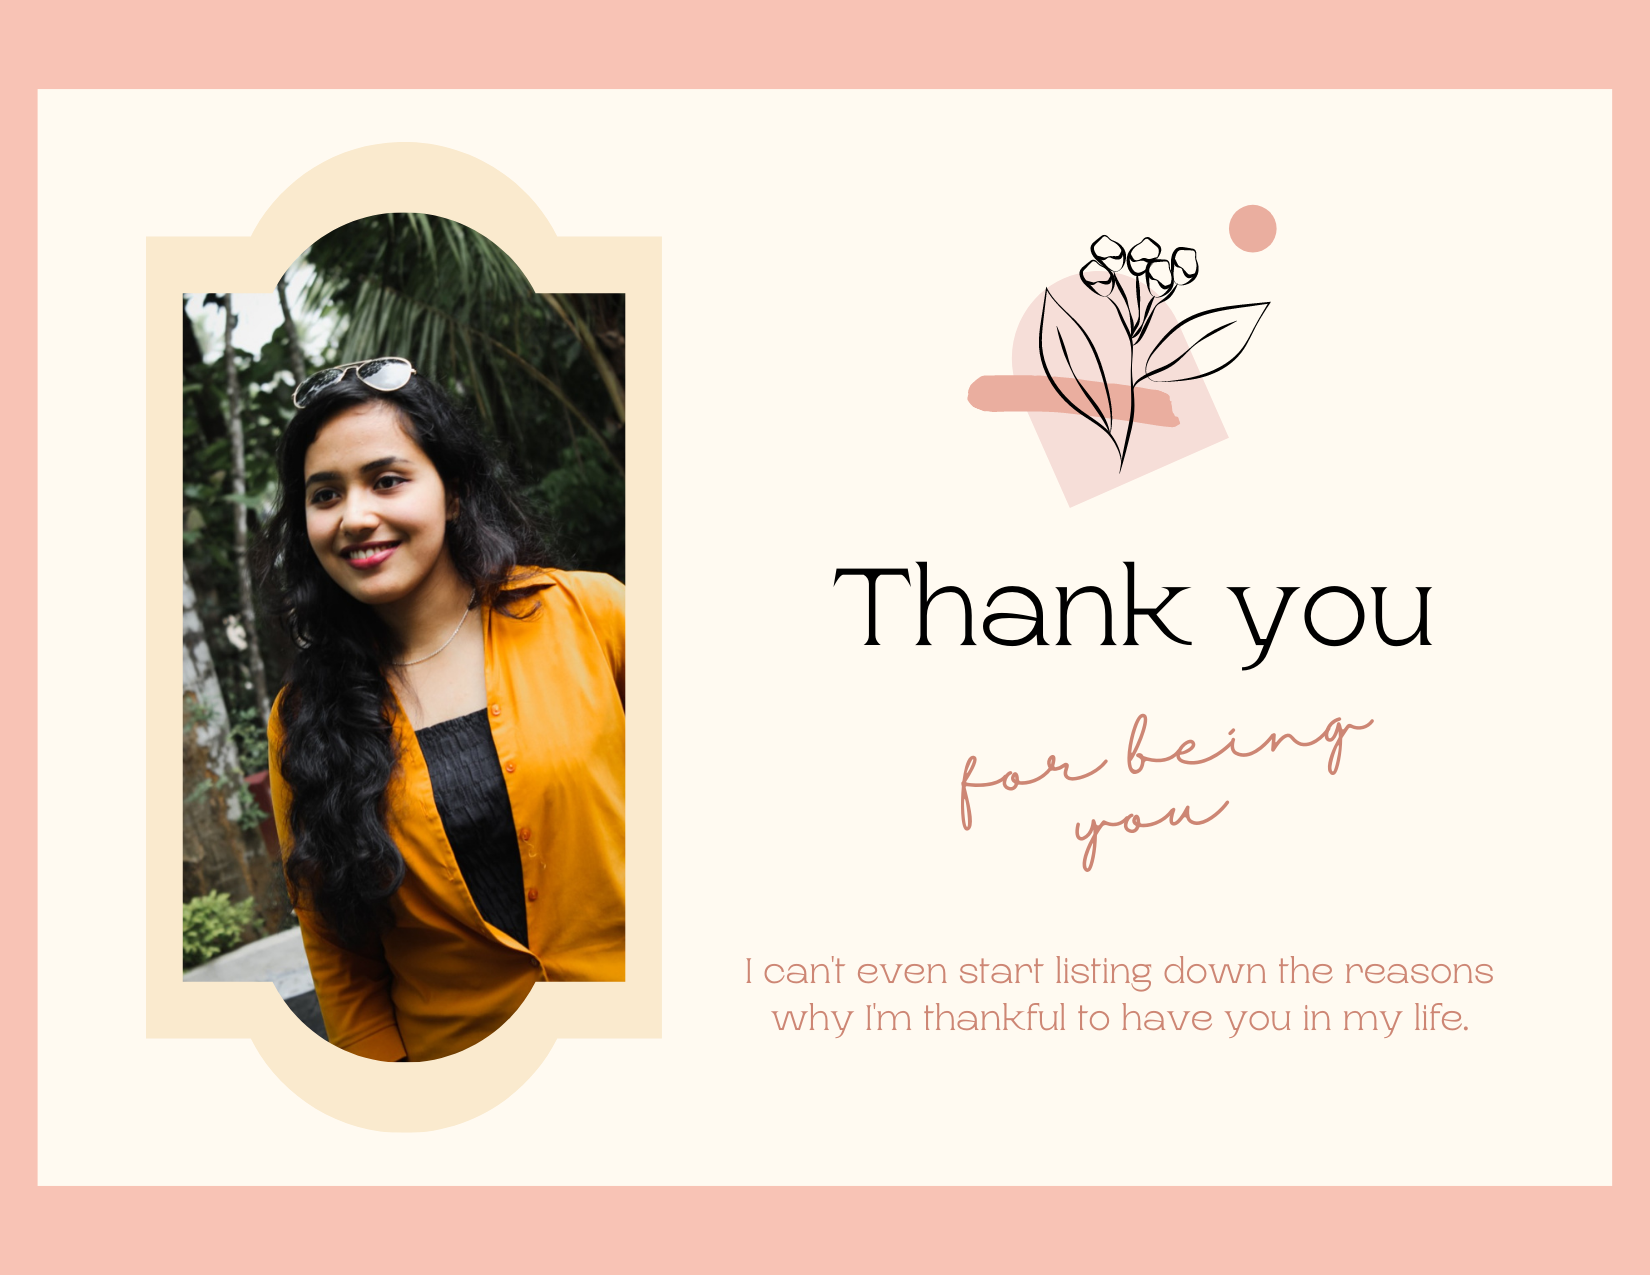 Thank you
for being
you
I can't even start listing down the reasons
why I'm thankful to have you in my life.